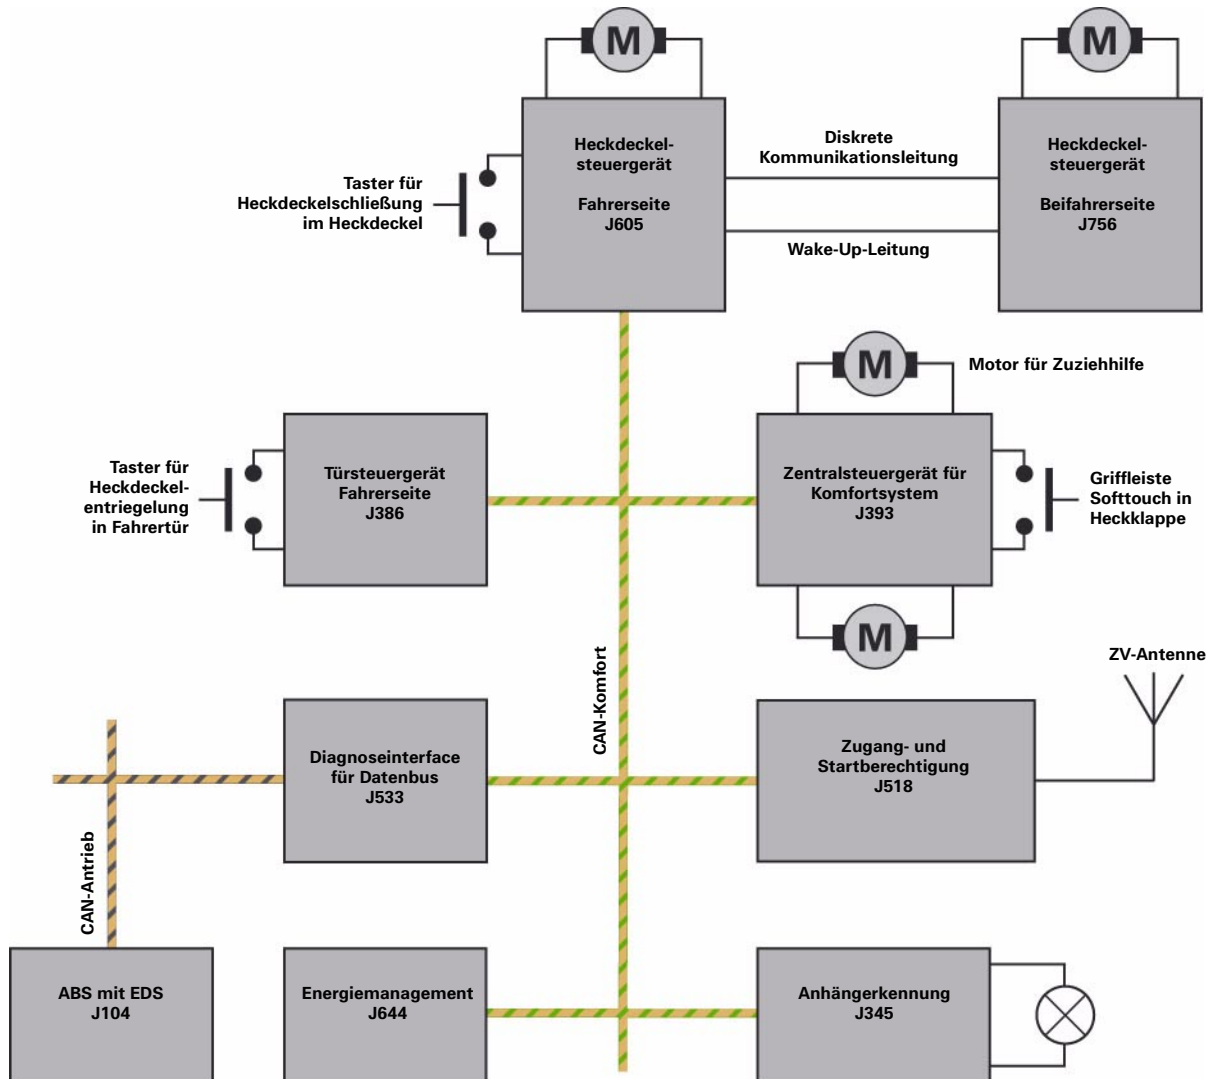 M
M
Heckdeckel-
steuergerät
Fahrerseite
J605
Diskrete
Kommunikationsleitung
Wake-Up-Leitung
Heckdeckel-
steuergerät
Beifahrerseite
J756
Taster für
Heckdeckelschließung
im Heckdeckel
M
Motor für Zuziehhilfe
Taster für
Heckdeckel-
entriegelung
in Fahrertür
Türsteuergerät
Fahrerseite
J386
Zentralsteuergerät für
Komfortsystem
J393
Griffleiste
Softtouch in
Heckklappe
M
CAN-Komfort
ZV-Antenne
Diagnoseinterface
für Datenbus
J533
Zugang- und
Startberechtigung
J518
CAN-Antrieb
ABS mit EDS
J104
Energiemanagement
J644
Anhängerkennung
J345